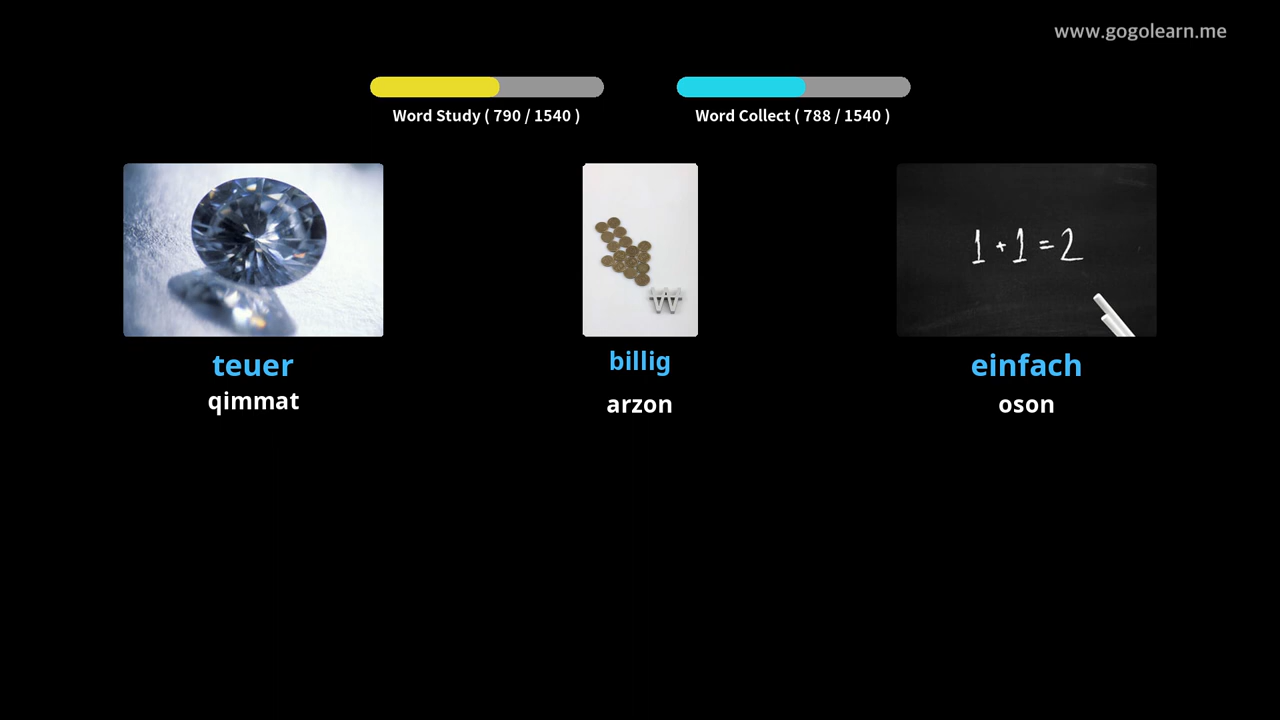 www.gogolearn.me
Word Study ( 790 / 1540 )
Word Collect ( 788 / 1540 )
1 + 1 = 2
₩
teuer
billig
einfach
qimmat
arzon
oson